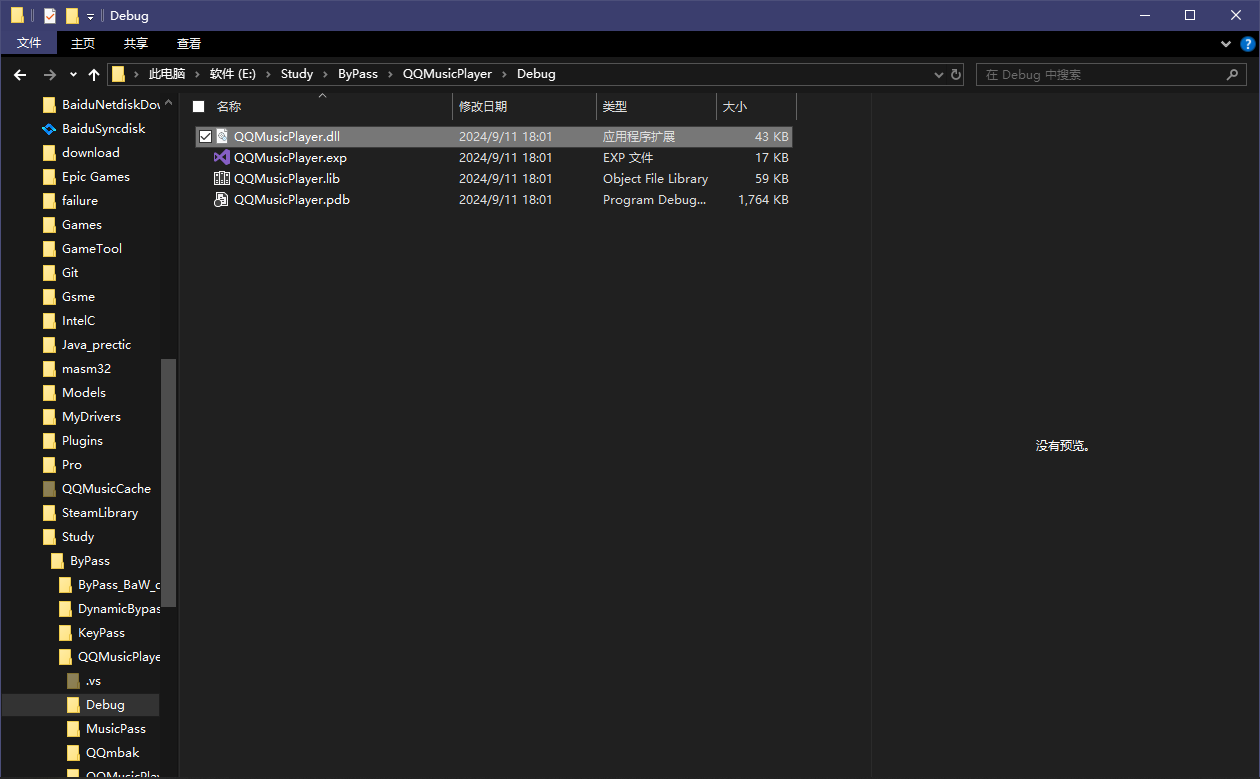 Debug
文件 主页 共享 查看
此电脑 软件 (E:) Study ByPass QQMusicPlayer Debug
在 Debug 中搜索
BaiduNetdiskDov
BaiduSyncdisk
download
Epic Games
failure
Games
GameTool
Git
Gsme
IntelC
Java_prectic
masm32
Models
MyDrivers
Plugins
Pro
QQMusicCache
SteamLibrary
Study
ByPass
ByPass_BaW_c
DynamicBypas
KeyPass
QQMusicPlaye
.vs
Debug
MusicPass
QQmbak
QQMusicPlay
名称 修改日期 类型 大小
QQMusicPlayer.dll 2024/9/11 18:01 应用程序扩展 43 KB
QQMusicPlayer.exp 2024/9/11 18:01 EXP 文件 17 KB
QQMusicPlayer.lib 2024/9/11 18:01 Object File Library 59 KB
QQMusicPlayer.pdb 2024/9/11 18:01 Program Debug... 1,764 KB
没有预览。